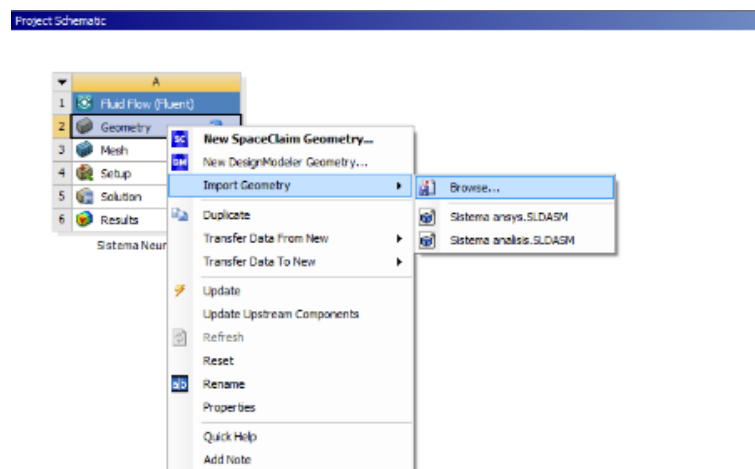 Project Schematic
A
1 Fluid Flow (Fluent)
2 Geometry
3 Mesh
4 Setup
5 Solution
6 Results
Sistema Neur
SC New SpaceClaim Geometry...
DM New DesignModeler Geometry...
Import Geometry
Duplicate
Transfer Data From New
Transfer Data To New
Update
Update Upstream Components
Refresh
Reset
a|b Rename
Properties
Quick Help
Add Note
Browse...
Sistema ansys.SLDASM
Sistema analisis.SLDASM